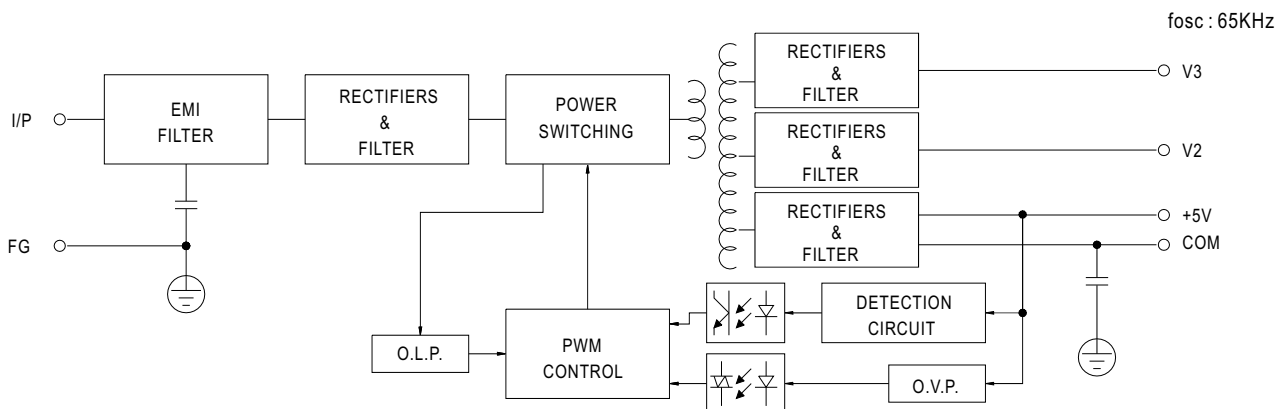 fosc : 65KHz
I/P
EMI
FILTER
RECTIFIERS
&
FILTER
POWER
SWITCHING
RECTIFIERS
&
FILTER
V3
RECTIFIERS
&
FILTER
V2
RECTIFIERS
&
FILTER
+5V
COM
FG
O.L.P.
PWM
CONTROL
DETECTION
CIRCUIT
O.V.P.